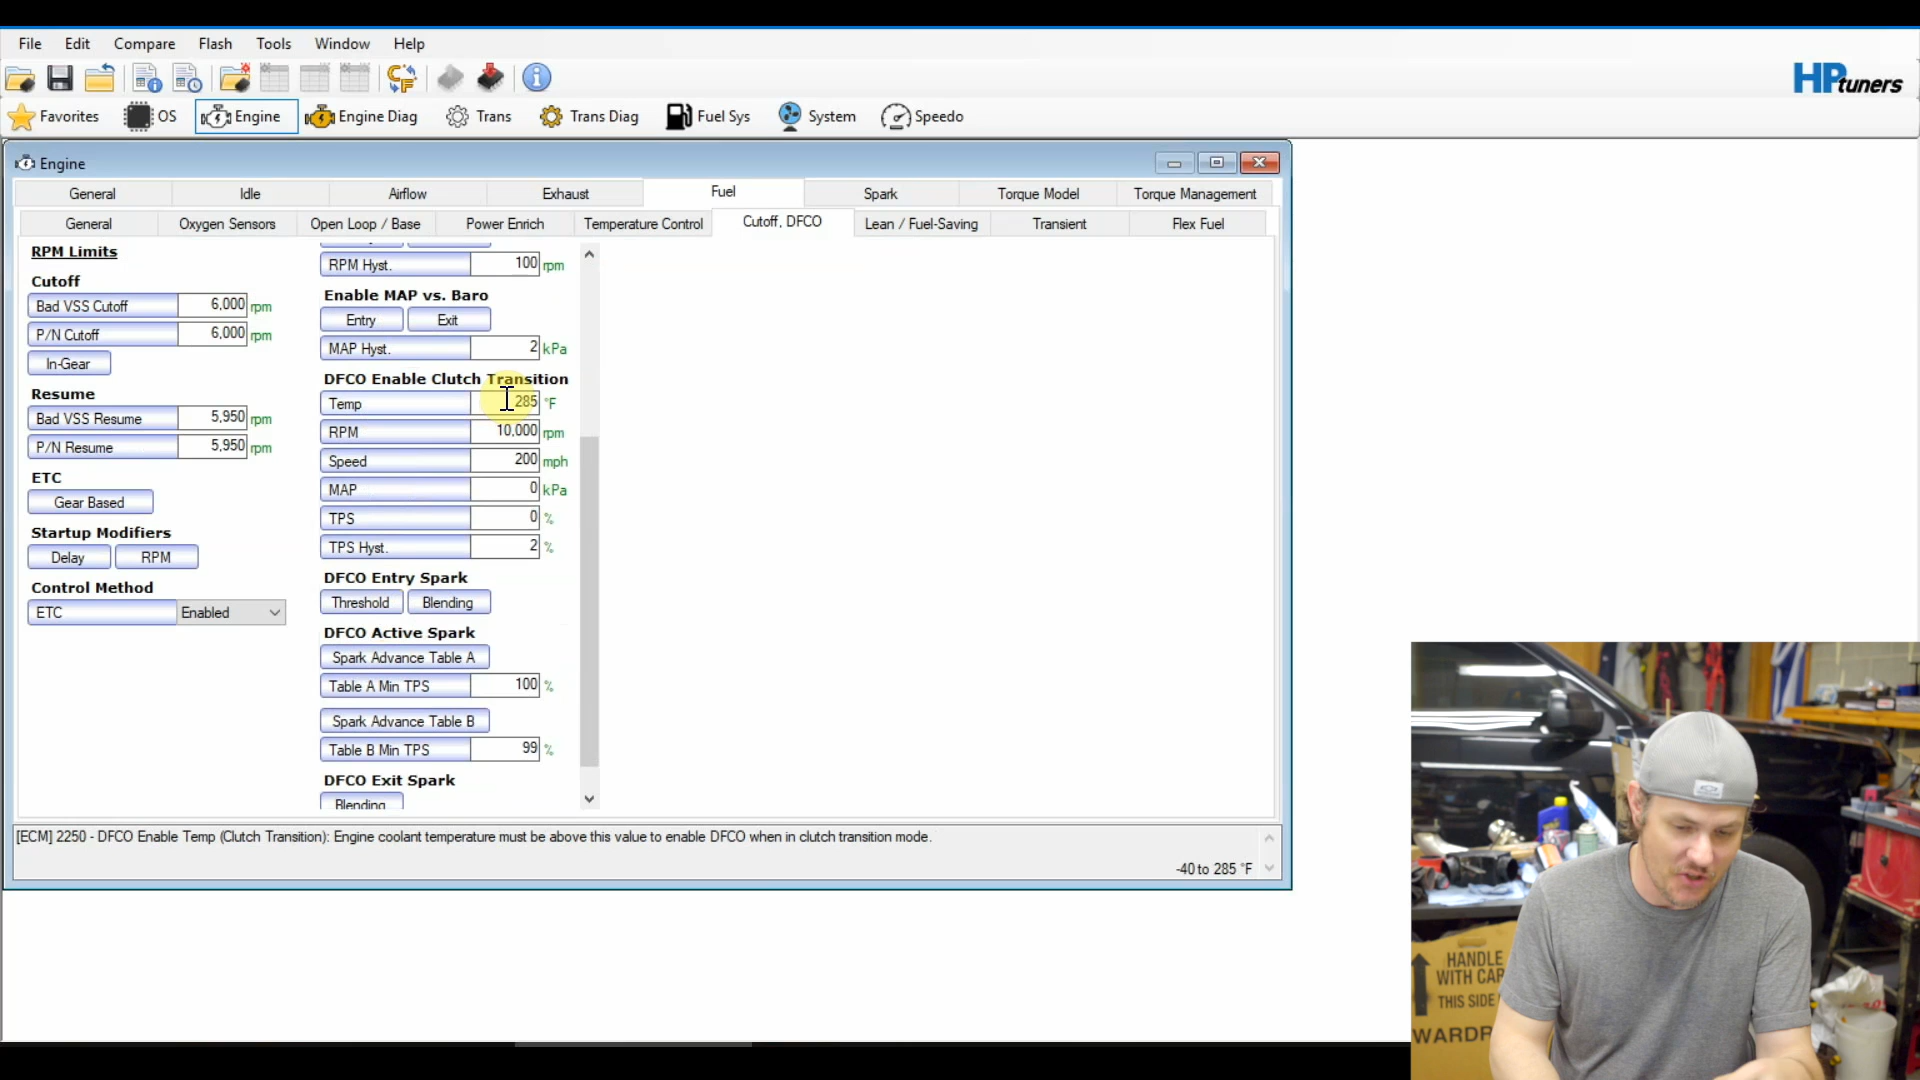 File Edit Compare Flash Tools Window Help
HPtuners
Favorites OS Engine Engine Diag Trans Trans Diag Fuel Sys System Speedo
Engine
General Idle Airflow Exhaust Fuel Spark Torque Model Torque Management
General Oxygen Sensors Open Loop / Base Power Enrich Temperature Control Cutoff, DFCO Lean / Fuel-Saving Transient Flex Fuel
RPM Limits
Cutoff
Bad VSS Cutoff 6,000 rpm
P/N Cutoff 6,000 rpm
In-Gear
Resume
Bad VSS Resume 5,950 rpm
P/N Resume 5,950 rpm
ETC
Gear Based
Startup Modifiers
Delay RPM
Control Method
ETC Enabled
RPM Hyst. 100 rpm
Enable MAP vs. Baro
Entry Exit
MAP Hyst. 2 kPa
DFCO Enable Clutch Transition
Temp 285 °F
RPM 10,000 rpm
Speed 200 mph
MAP 0 kPa
TPS 0 %
TPS Hyst. 2 %
DFCO Entry Spark
Threshold Blending
DFCO Active Spark
Spark Advance Table A
Table A Min TPS 100 %
Spark Advance Table B
Table B Min TPS 99 %
DFCO Exit Spark
Blending
[ECM] 2250 - DFCO Enable Temp (Clutch Transition): Engine coolant temperature must be above this value to enable DFCO when in clutch transition mode.
-40 to 285 °F
HANDLE
WITH CAR
THIS SIDE
WARDR